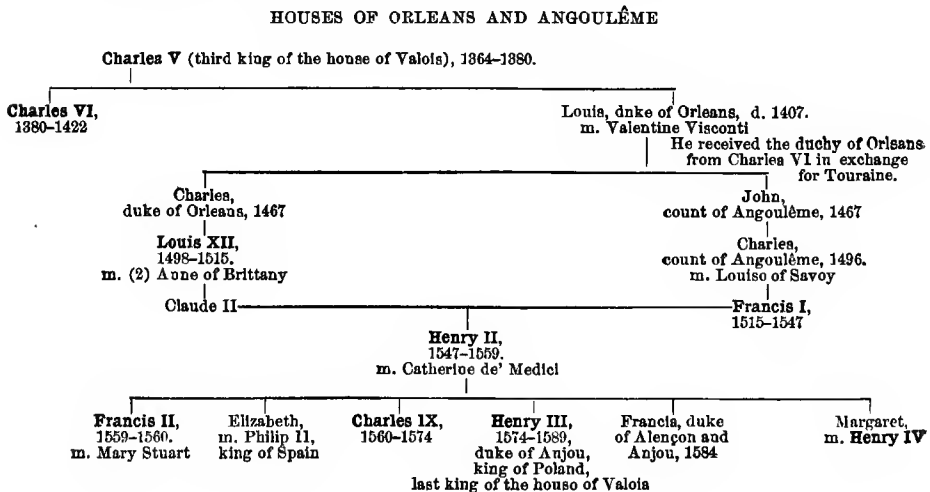 HOUSES OF ORLEANS AND ANGOULÊME
Charles V (third king of the house of Valois), 1364–1380.
Charles VI,
1380–1422
Louis, duke of Orleans, d. 1407.
m. Valentine Visconti
He received the duchy of Orleans
from Charles VI in exchange
for Touraine.
Charles,
duke of Orleans, 1467
John,
count of Angoulême, 1467
Louis XII,
1498–1515.
m. (2) Anne of Brittany
Charles,
count of Angoulême, 1496.
m. Louise of Savoy
Claude II
Francis I,
1515–1547
Henry II,
1547–1559.
m. Catherine de' Medici
Francis II,
1559–1560.
m. Mary Stuart
Elizabeth,
m. Philip II,
king of Spain
Charles IX,
1560–1574
Henry III,
1574–1589,
duke of Anjou,
king of Poland,
last king of the house of Valois
Francis, duke
of Alençon and
Anjou, 1584
Margaret,
m. Henry IV